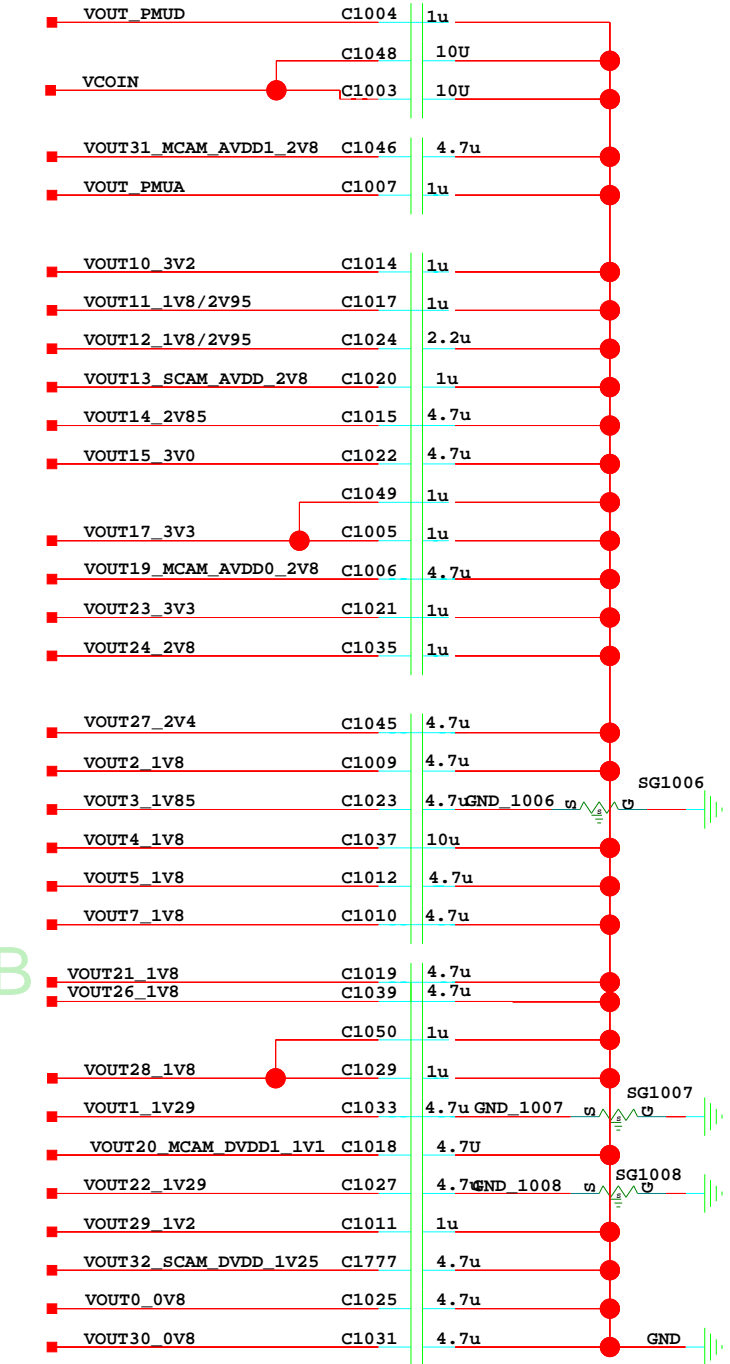 VOUT_PMUD C1004 1u
C1048 10U
VCOIN C1003 10U
VOUT31_MCAM_AVDD1_2V8 C1046 4.7u
VOUT_PMUA C1007 1u
VOUT10_3V2 C1014 1u
VOUT11_1V8/2V95 C1017 1u
VOUT12_1V8/2V95 C1024 2.2u
VOUT13_SCAM_AVDD_2V8 C1020 1u
VOUT14_2V85 C1015 4.7u
VOUT15_3V0 C1022 4.7u
C1049 1u
VOUT17_3V3 C1005 1u
VOUT19_MCAM_AVDD0_2V8 C1006 4.7u
VOUT23_3V3 C1021 1u
VOUT24_2V8 C1035 1u
VOUT27_2V4 C1045 4.7u
VOUT2_1V8 C1009 4.7u
SG1006
VOUT3_1V85 C1023 4.7u GND_1006 S s G
VOUT4_1V8 C1037 10u
VOUT5_1V8 C1012 4.7u
VOUT7_1V8 C1010 4.7u
B
VOUT21_1V8 C1019 4.7u
VOUT26_1V8 C1039 4.7u
C1050 1u
VOUT28_1V8 C1029 1u
SG1007
VOUT1_1V29 C1033 4.7u GND_1007 S s G
VOUT20_MCAM_DVDD1_1V1 C1018 4.7U
SG1008
VOUT22_1V29 C1027 4.7u GND_1008 S s G
VOUT29_1V2 C1011 1u
VOUT32_SCAM_DVDD_1V25 C1777 4.7u
VOUT0_0V8 C1025 4.7u
VOUT30_0V8 C1031 4.7u GND